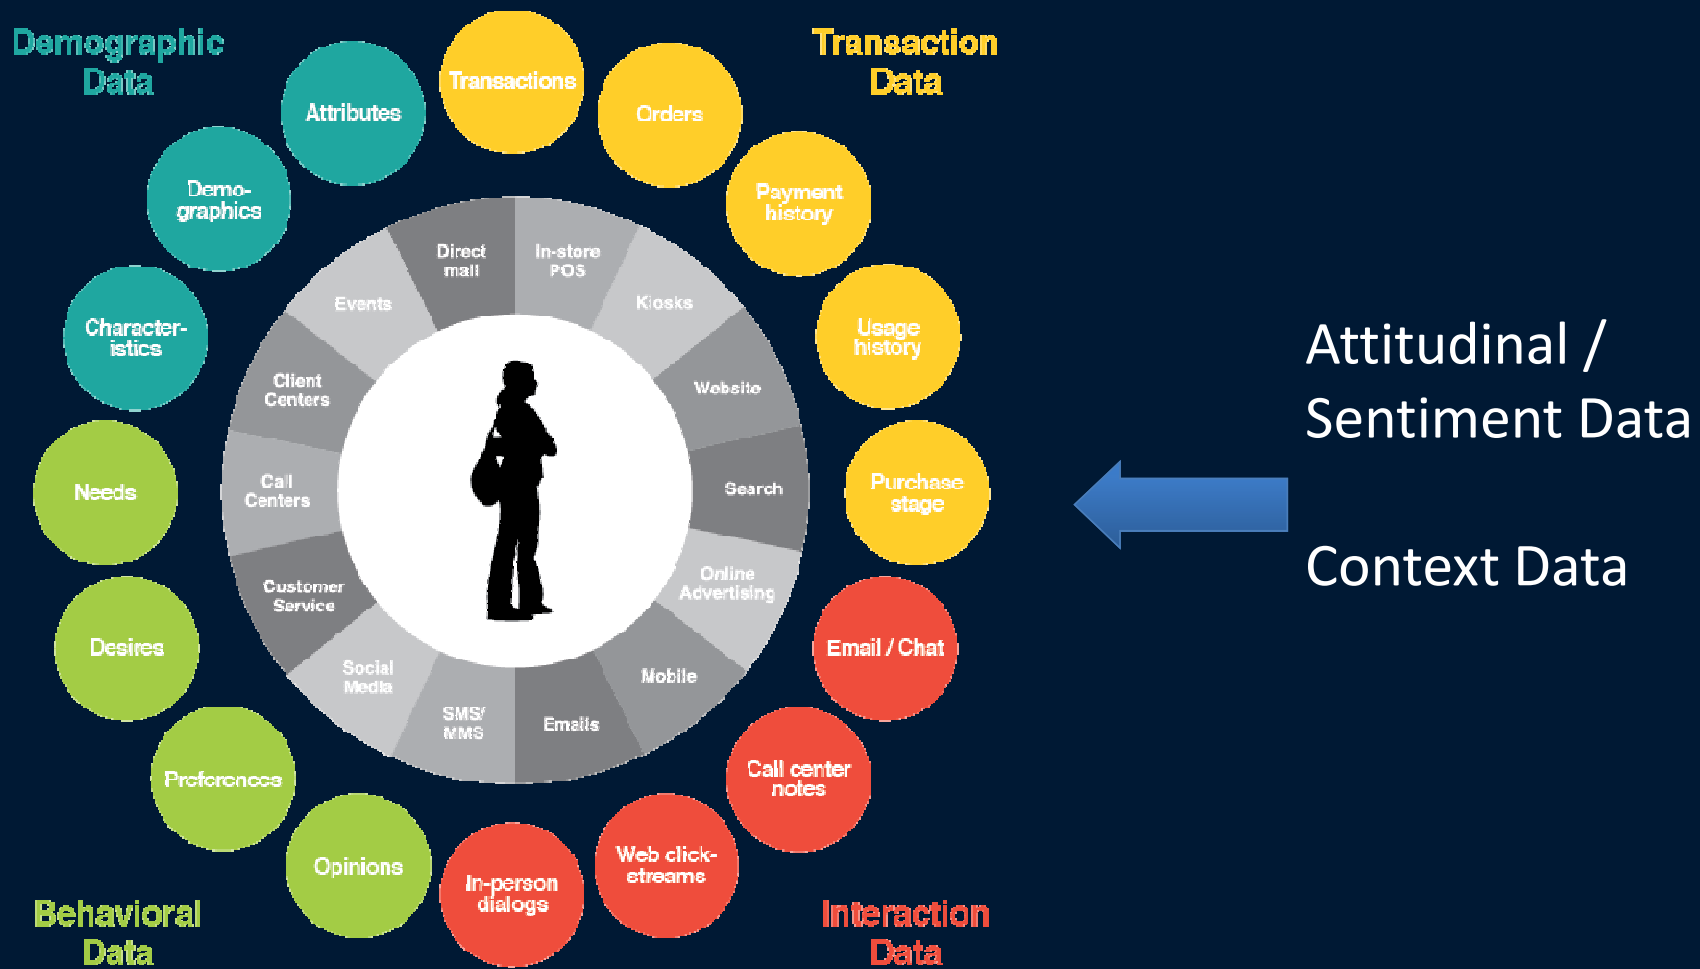 Demographic
Data
Transaction
Data
Transactions
Orders
Payment
history
Usage
history
Purchase
stage
Email / Chat
Call center
notes
Web click-
streams
In-person
dialogs
Opinions
Preferences
Desires
Needs
Character-
istics
Demo-
graphics
Attributes
Direct
mail
In-store
POS
Kiosks
Website
Search
Online
Advertising
Mobile
Emails
SMS/
MMS
Social
Media
Customer
Service
Call
Centers
Client
Centers
Events
Behavioral
Data
Interaction
Data
Attitudinal /
Sentiment Data
Context Data